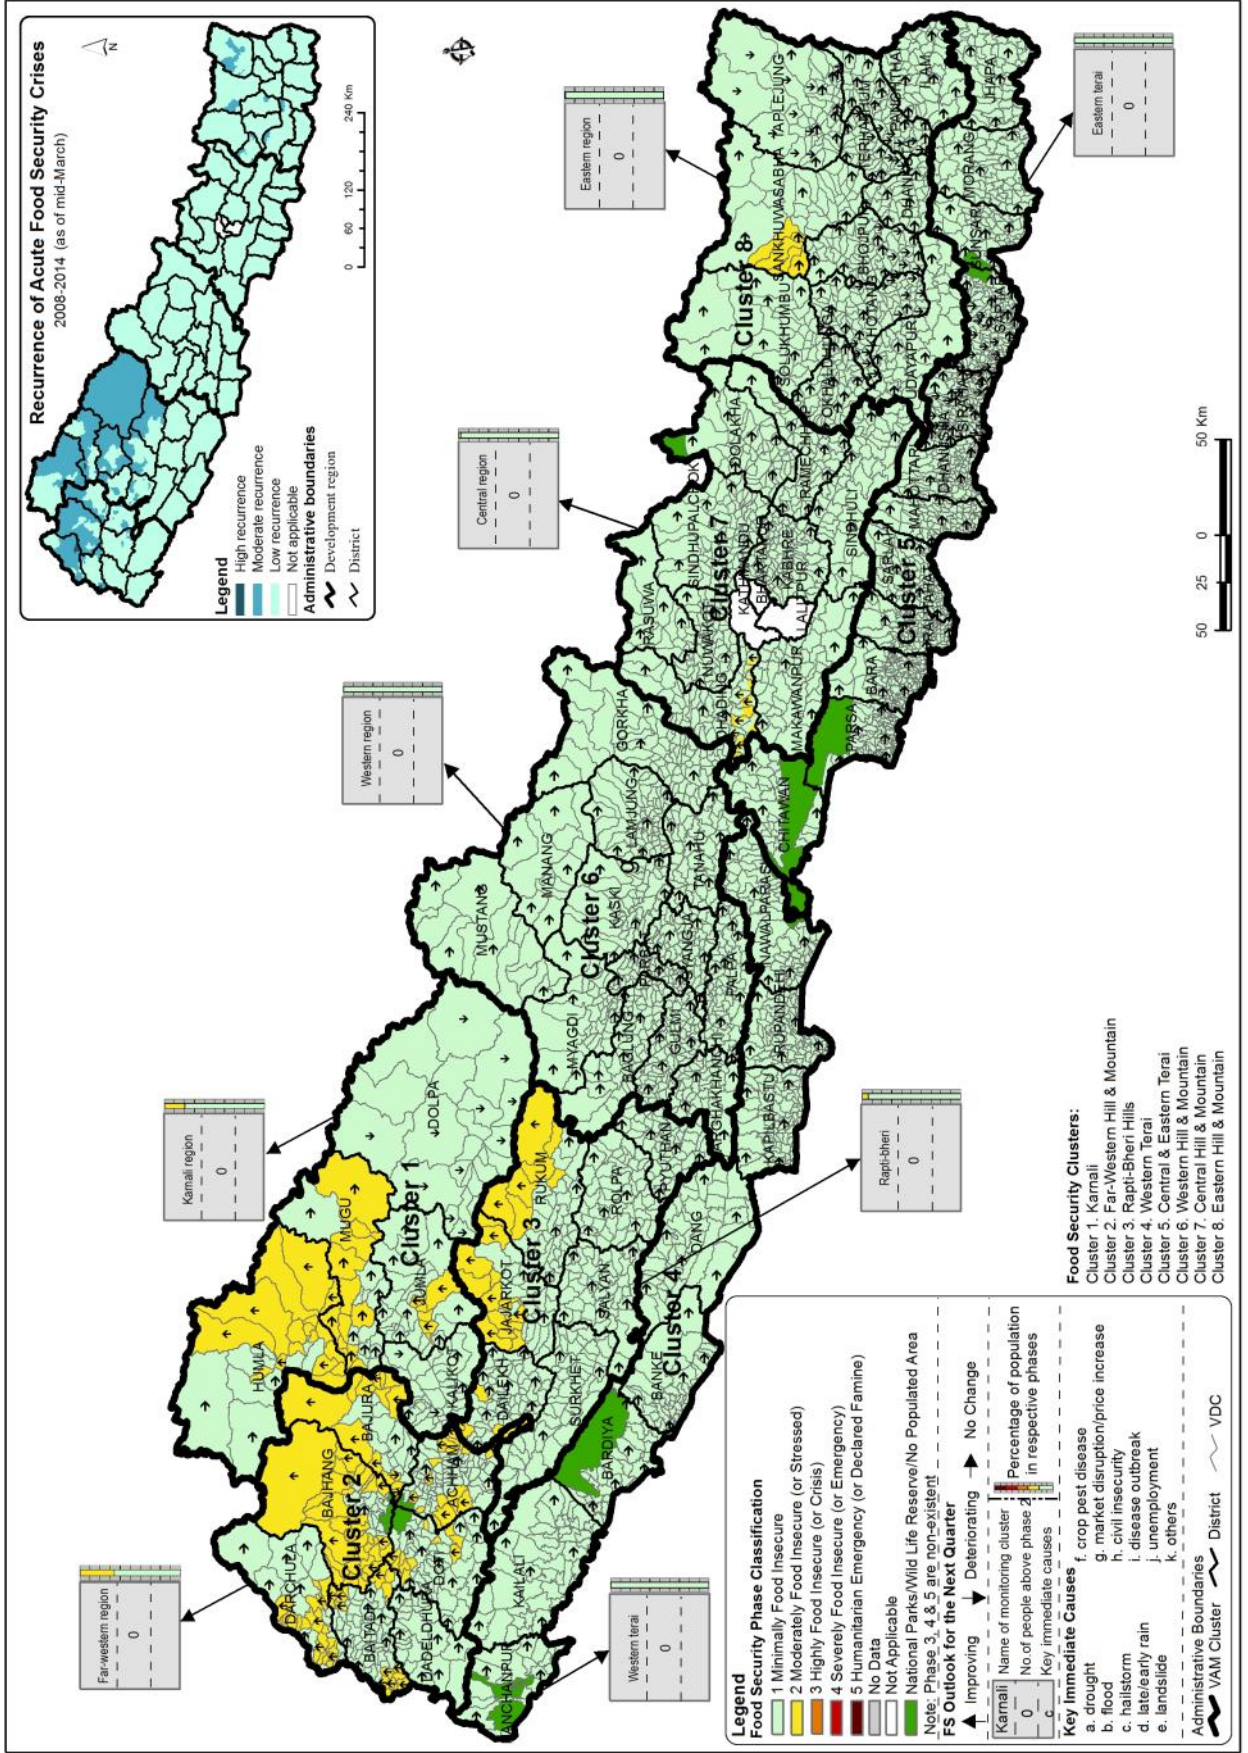 Recurrence of Acute Food Security Crises
2008-2014 (as of mid-March)
N
0 60 120 240 Km
Legend
High recurrence
Moderate recurrence
Low recurrence
Not applicable
Administrative boundaries
Development region
District
Far-western region
0
Karnali region
0
Western region
0
Central region
0
Eastern region
0
Western terai
0
Rapti-bheri
0
Eastern terai
0
DARCHULA
BAJHANG
HUMLA
BAJURA
MUGU
Cluster 2
BAITADI
DADELDHURA
DOTI
ACHHAM
KAILALI
KALIKOT
JUMLA
Cluster 1
DOLPA
DAILEKH
JAJARKOT
RUKUM
Cluster 3
SURKHET
SALYAN
ROLPA
PYUTHAN
BARDIYA
BANKE
Cluster 4
DANG
MUSTANG
MANANG
MYAGDI
Cluster 6
KASKI
LAMJUNG
GORKHA
BAGLUNG
PARBAT
GULMI
SYANGJA
TANAHU
PALPA
KAPILBASTU
RUPANDEHI
NAWALPARASI
CHITAWAN
RASUWA
NUWAKOT
SINDHUPALCHOK
Cluster 7
DOLAKHA
KATHMANDU
KABHRE
LALITPUR
RAMECHHAP
MAKAWANPUR
SINDHULI
PARSA
BARA
Cluster 5
SARLAHI
Cluster 8
SOLUKHUMBU
SANKHUWASABHA
TAPLEJUNG
BHOJPUR
UDAYAPUR
ILAM
JHAPA
MORANG
SUNSARI
50 25 0 50 Km
Legend
Food Security Phase Classification
1 Minimally Food Insecure
2 Moderately Food Insecure (or Stressed)
3 Highly Food Insecure (or Crisis)
4 Severely Food Insecure (or Emergency)
5 Humanitarian Emergency (or Declared Famine)
No Data
Not Applicable
National Parks/Wild Life Reserve/No Populated Area
Note: Phase 3, 4 & 5 are non-existent
FS Outlook for the Next Quarter
Improving Deteriorating No Change
Karnali Name of monitoring cluster
0 No. of people above phase 2
c Key immediate causes
Percentage of population
in respective phases
Key Immediate Causes
a. drought
b. flood
c. hailstorm
d. late/early rain
e. landslide
f. crop pest disease
g. market disruption/price increase
h. civil insecurity
i. disease outbreak
j. unemployment
k. others
Administrative Boundaries
VAM Cluster District VDC
Food Security Clusters:
Cluster 1. Karnali
Cluster 2. Far-Western Hill & Mountain
Cluster 3. Rapti-Bheri Hills
Cluster 4. Western Terai
Cluster 5. Central & Eastern Terai
Cluster 6. Western Hill & Mountain
Cluster 7. Central Hill & Mountain
Cluster 8. Eastern Hill & Mountain